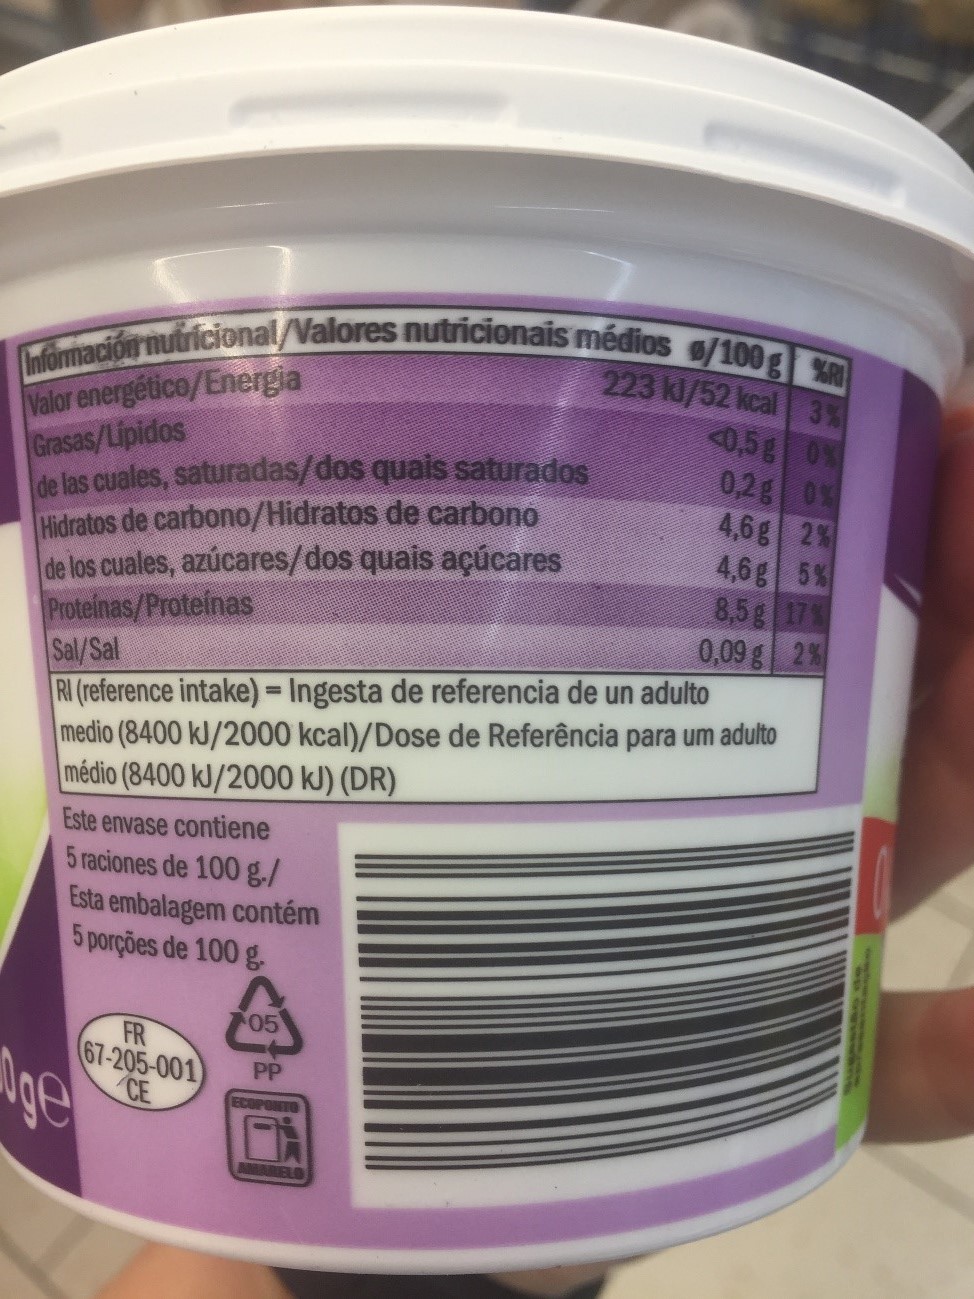 Información nutricional/Valores nutricionais médios ø/100 g %RI
Valor energético/Energia 223 kJ/52 kcal 3%
Grasas/Lípidos <0,5 g 0%
de las cuales, saturadas/dos quais saturados 0,2 g 0%
Hidratos de carbono/Hidratos de carbono 4,6 g 2%
de los cuales, azúcares/dos quais açúcares 4,6 g 5%
Proteínas/Proteínas 8,5 g 17%
Sal/Sal 0,09 g 2%
RI (reference intake) = Ingesta de referencia de un adulto
medio (8400 kJ/2000 kcal)/Dose de Referência para um adulto
médio (8400 kJ/2000 kJ) (DR)
Este envase contiene
5 raciones de 100 g./
Esta embalagem contém
5 porções de 100 g.
05
PP
FR
67-205-001
CE
ECOPONTO
AMARELO
0g e